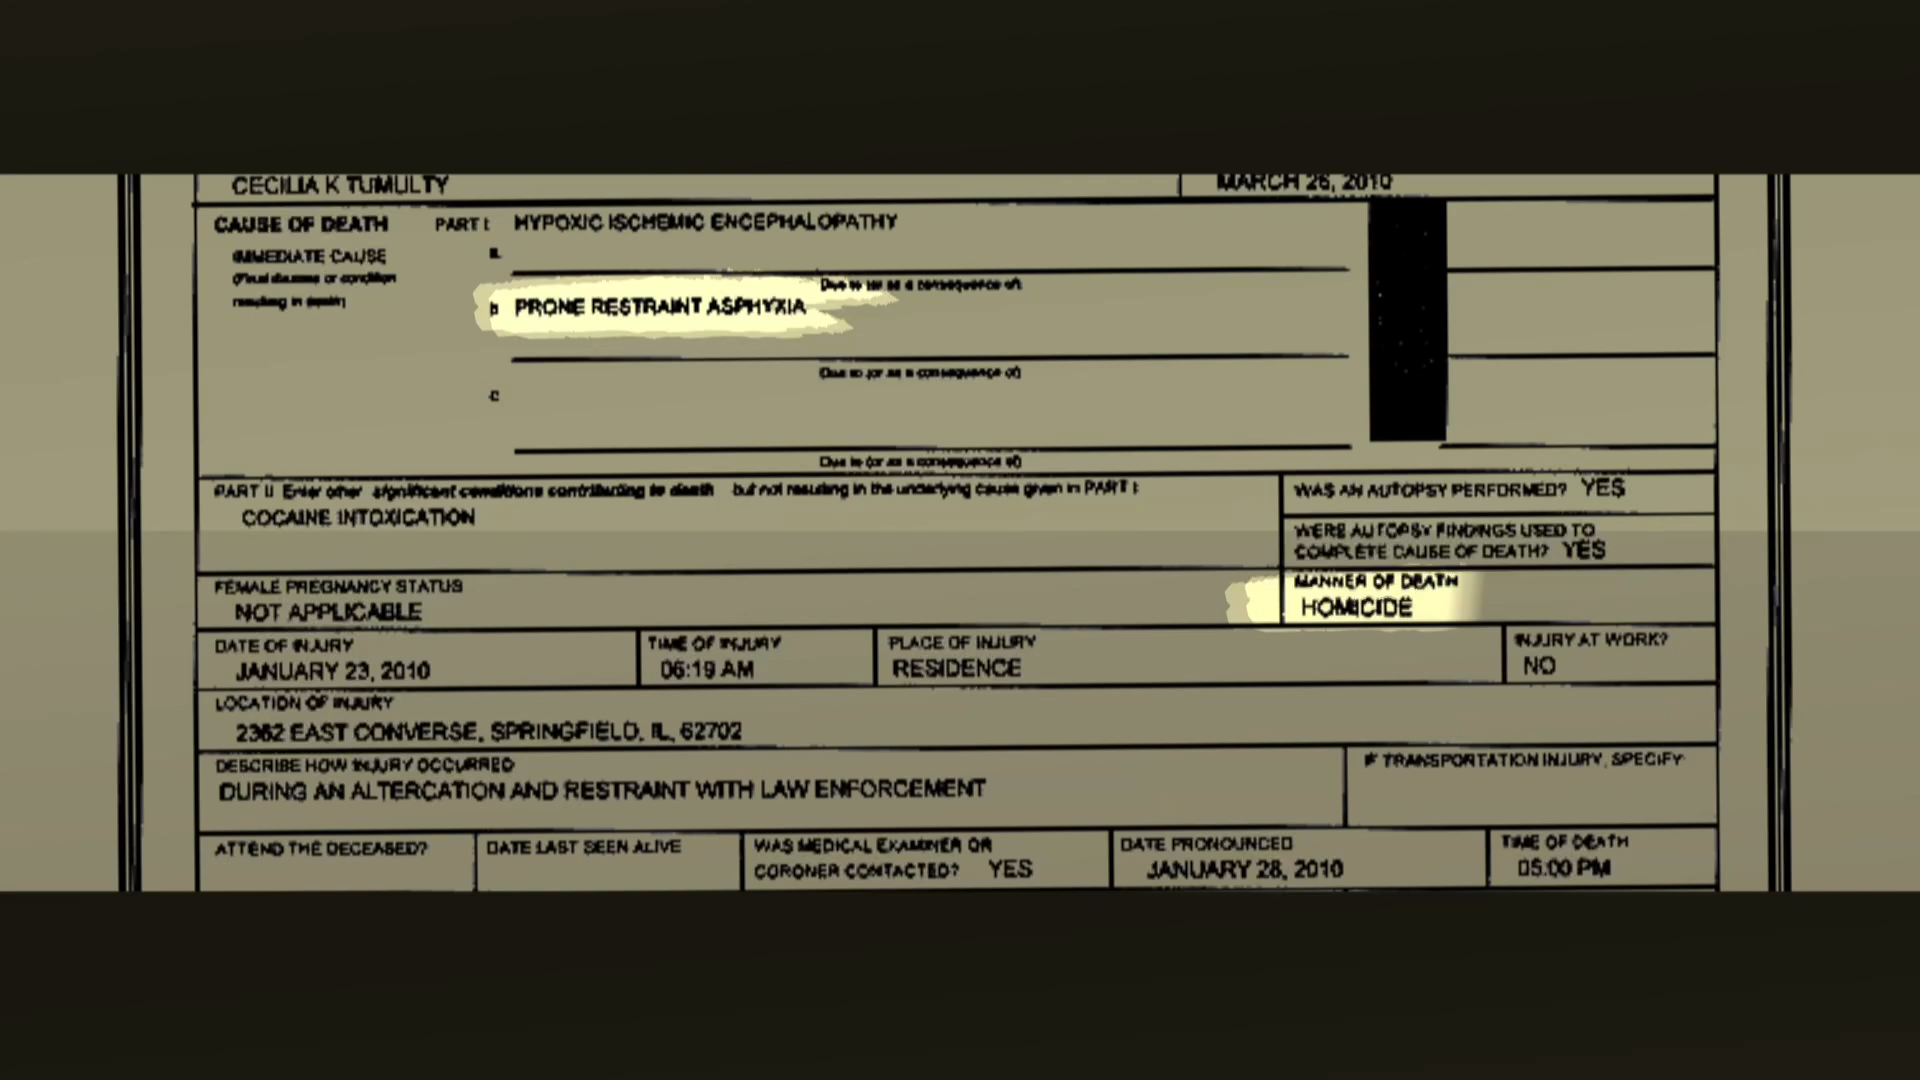 CECILIA K TUMULTY
MARCH 26, 2010
CAUSE OF DEATH PART I: HYPOXIC ISCHEMIC ENCEPHALOPATHY
IMMEDIATE CAUSE a.
(Final disease or condition
resulting in death)
Due to (or as a consequence of)
b PRONE RESTRAINT ASPHYXIA
Due to (or as a consequence of)
c
Due to (or as a consequence of)
PART II Enter other significant conditions contributing to death but not resulting in the underlying cause given in PART I:
COCAINE INTOXICATION
WAS AN AUTOPSY PERFORMED? YES
WERE AUTOPSY FINDINGS USED TO
COMPLETE CAUSE OF DEATH? YES
FEMALE PREGNANCY STATUS
NOT APPLICABLE
MANNER OF DEATH
HOMICIDE
DATE OF INJURY
JANUARY 23, 2010
TIME OF INJURY
06:19 AM
PLACE OF INJURY
RESIDENCE
INJURY AT WORK?
NO
LOCATION OF INJURY
2362 EAST CONVERSE, SPRINGFIELD, IL, 62702
DESCRIBE HOW INJURY OCCURRED
DURING AN ALTERCATION AND RESTRAINT WITH LAW ENFORCEMENT
IF TRANSPORTATION INJURY, SPECIFY:
ATTEND THE DECEASED?
DATE LAST SEEN ALIVE
WAS MEDICAL EXAMINER OR
CORONER CONTACTED? YES
DATE PRONOUNCED
JANUARY 28, 2010
TIME OF DEATH
05:00 PM